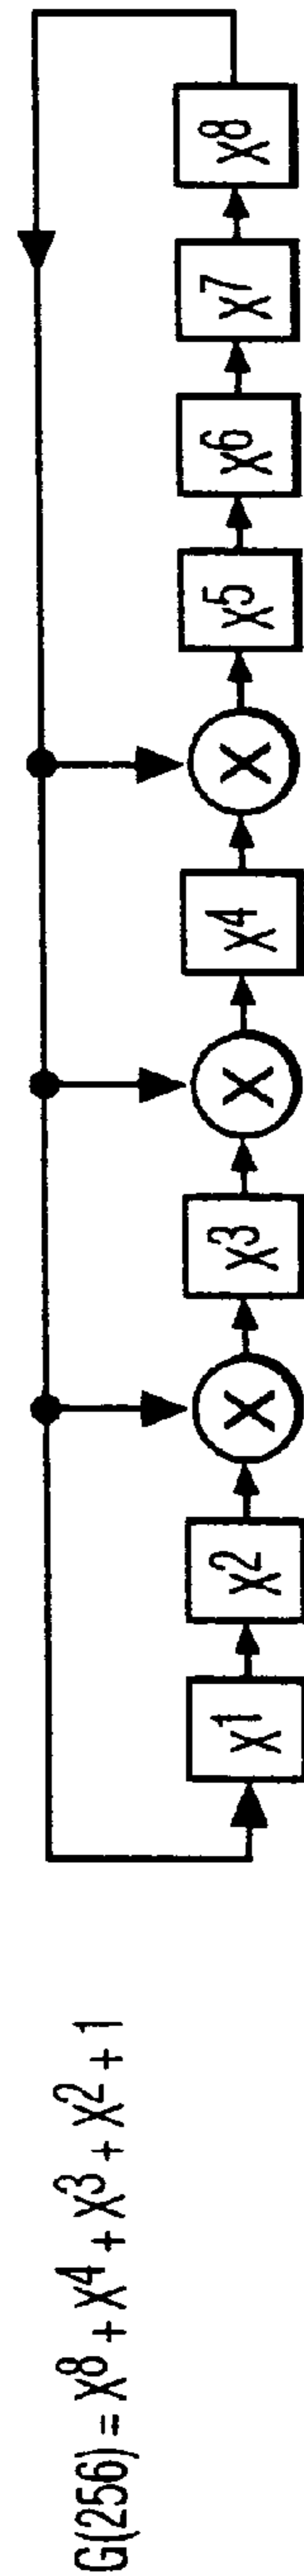 G(256) = X⁸ + X⁴ + X³ + X² + 1
X1 X2 X X3 X X4 X X5 X6 X7 X8